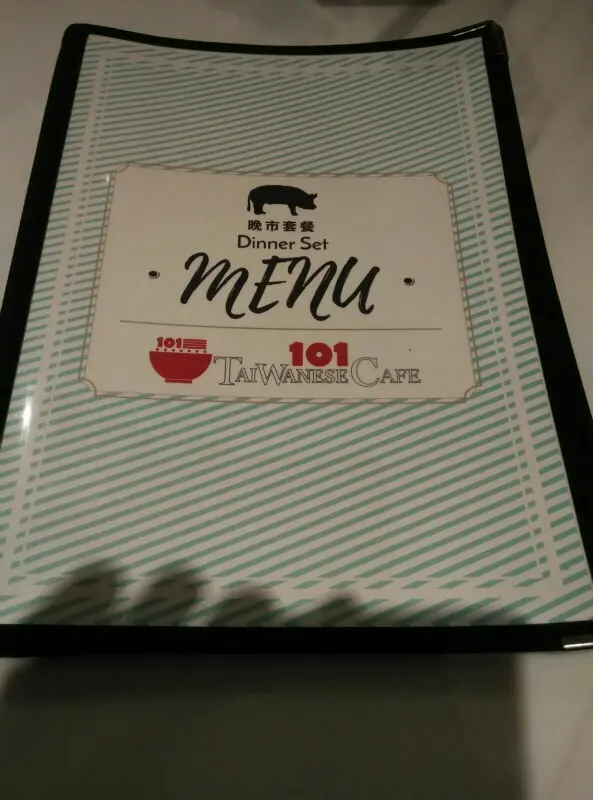 晚市套餐
Dinner Set
MENU
101
101
TAIWANESE CAFE